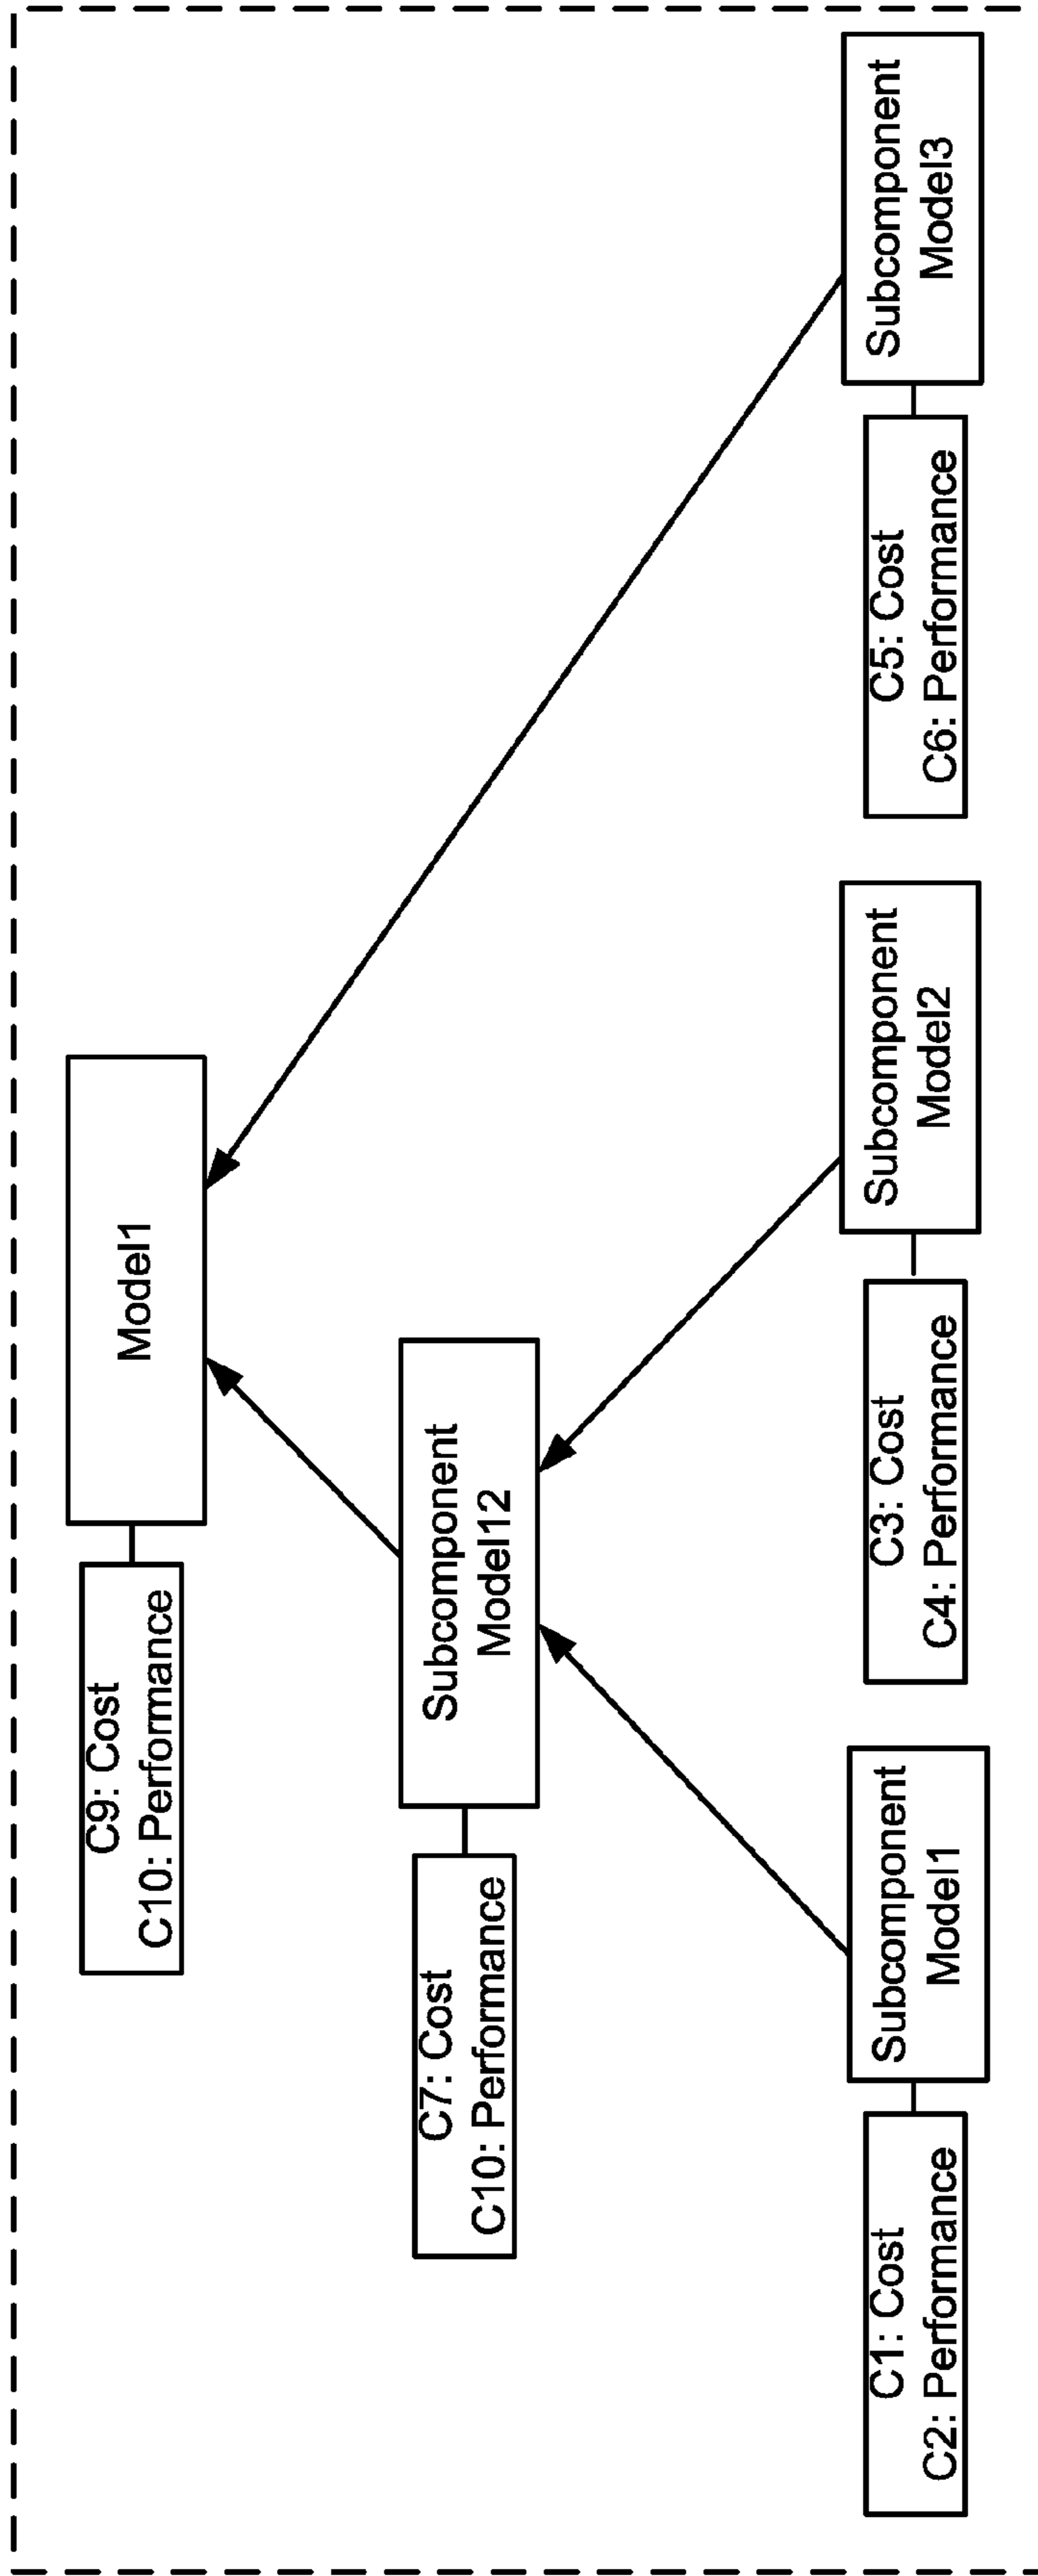 Model1
C9: Cost
C10: Performance
Subcomponent
Model12
C7: Cost
C10: Performance
Subcomponent
Model1
C1: Cost
C2: Performance
Subcomponent
Model2
C3: Cost
C4: Performance
Subcomponent
Model3
C5: Cost
C6: Performance